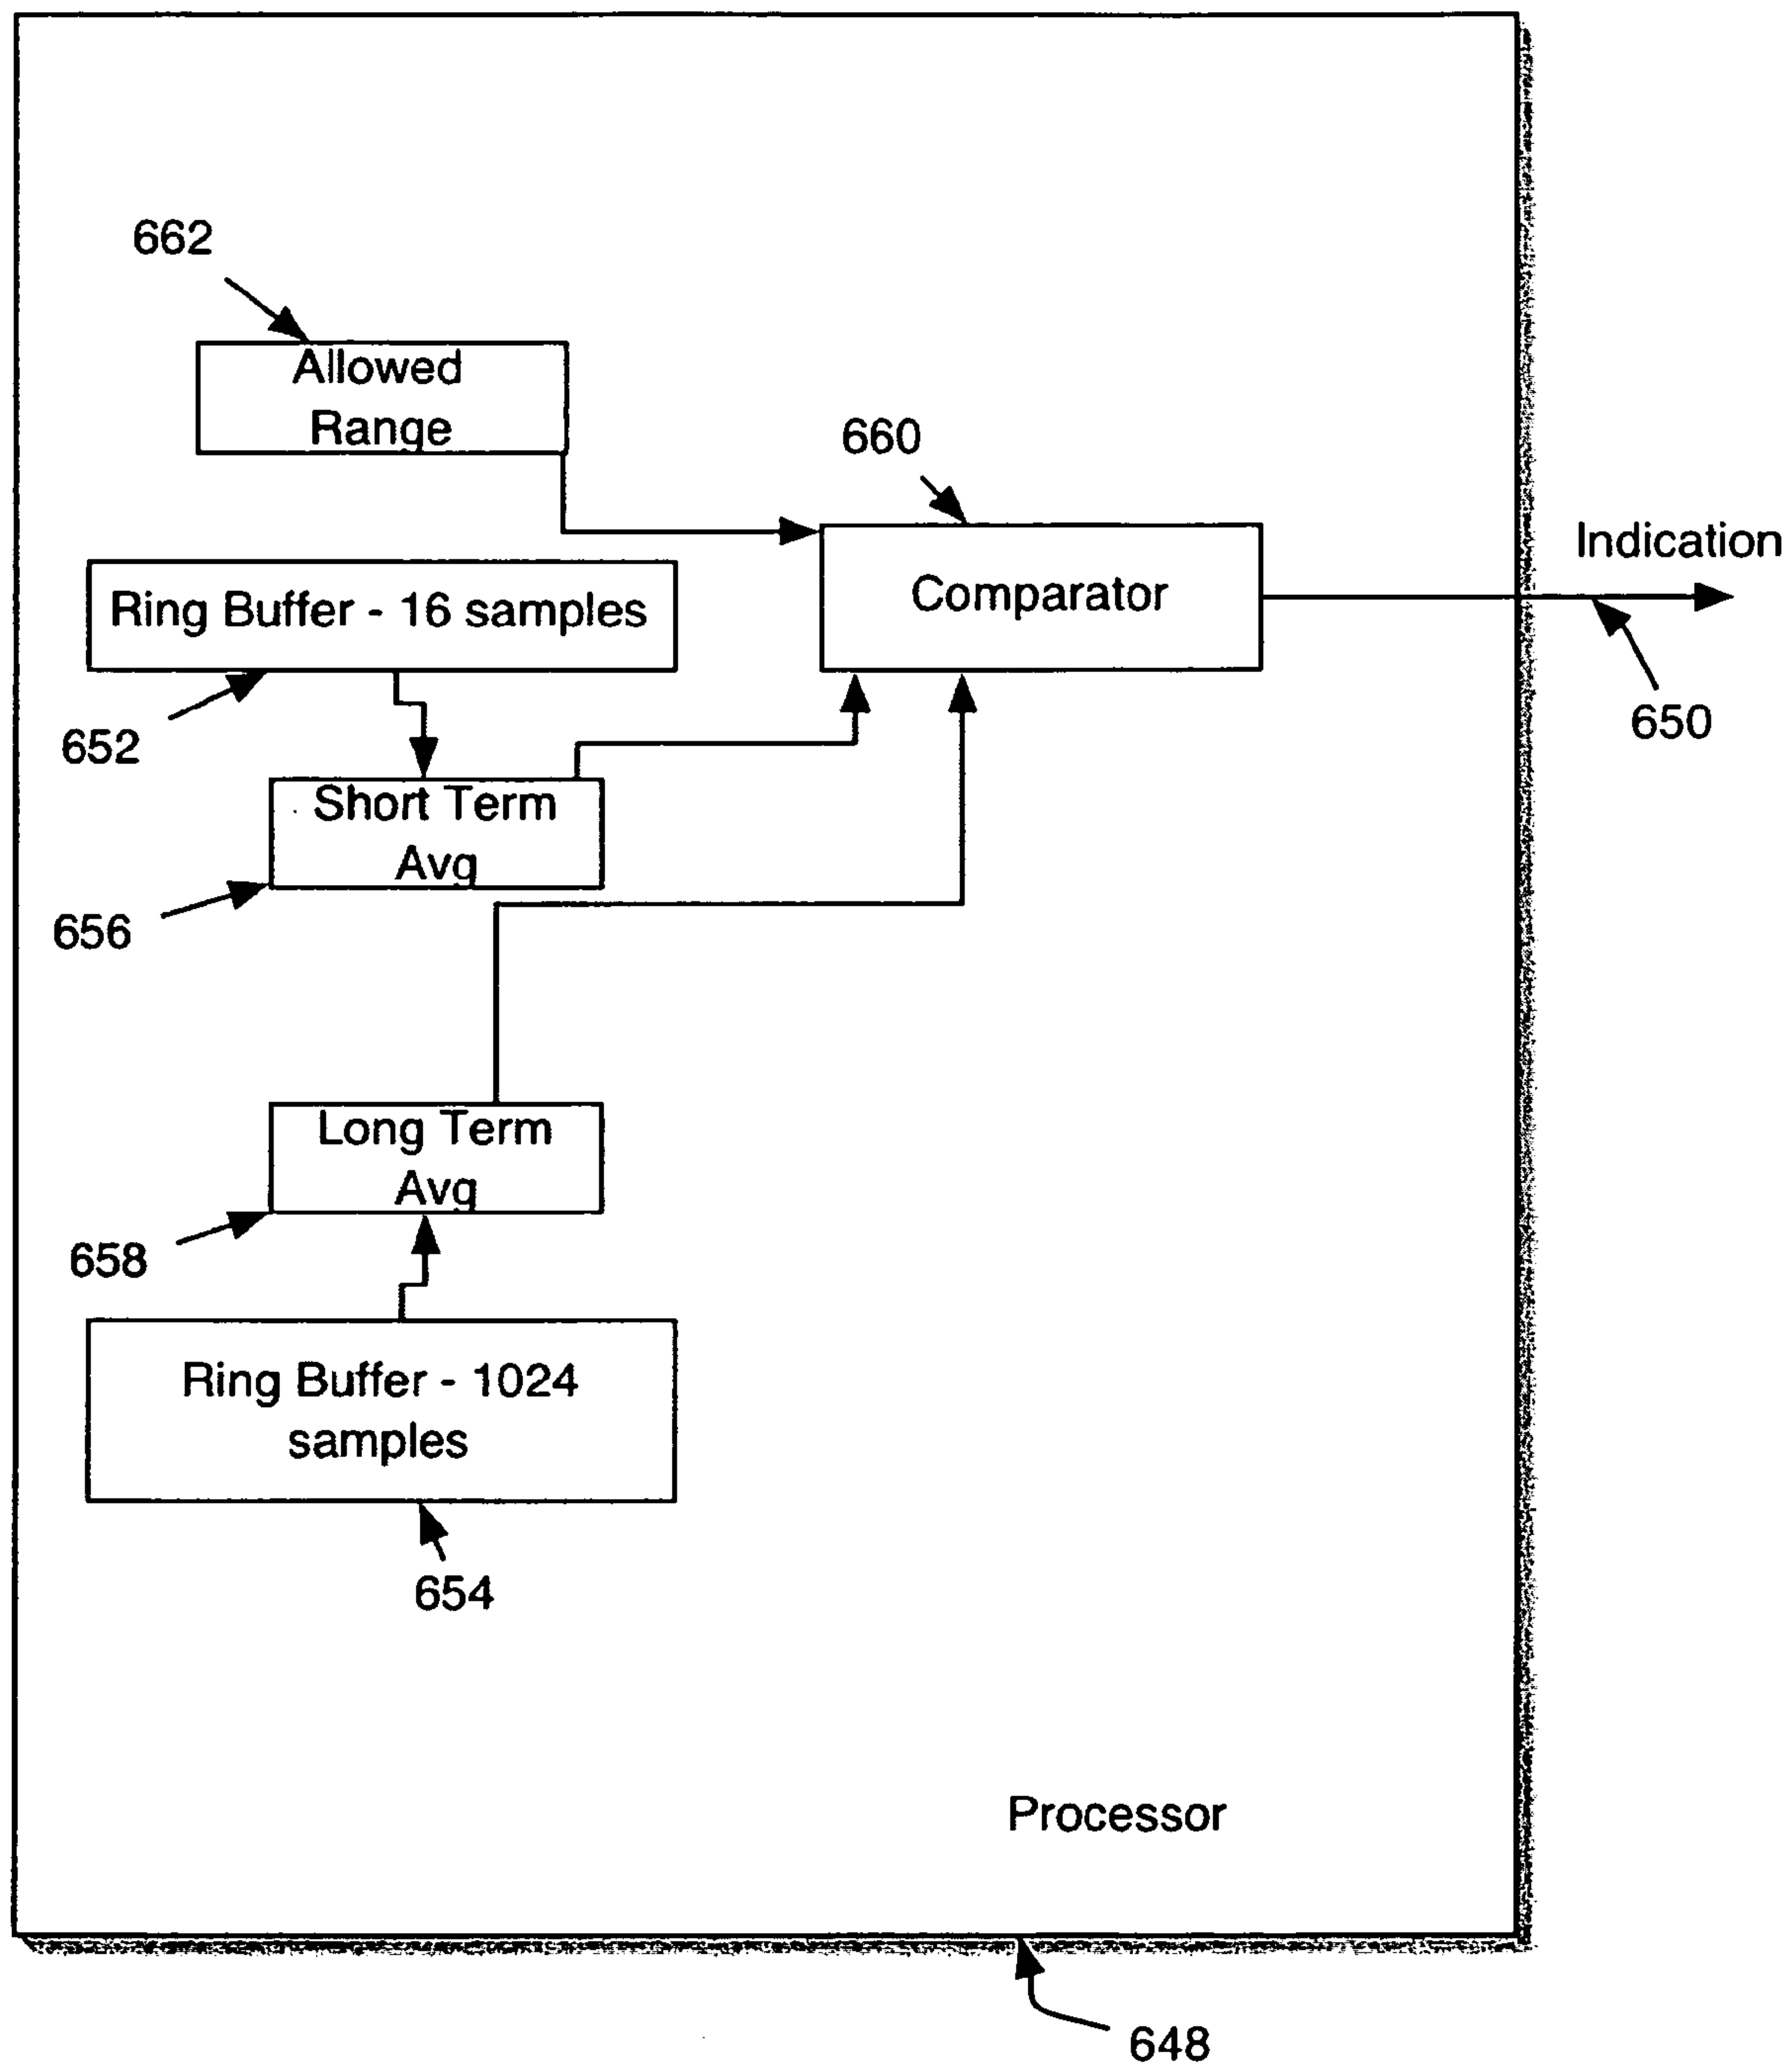 662
Allowed
Range
660
Indication
Comparator
Ring Buffer - 16 samples
650
652
Short Term
Avg
656
Long Term
Avg
658
Ring Buffer - 1024
samples
654
Processor
648